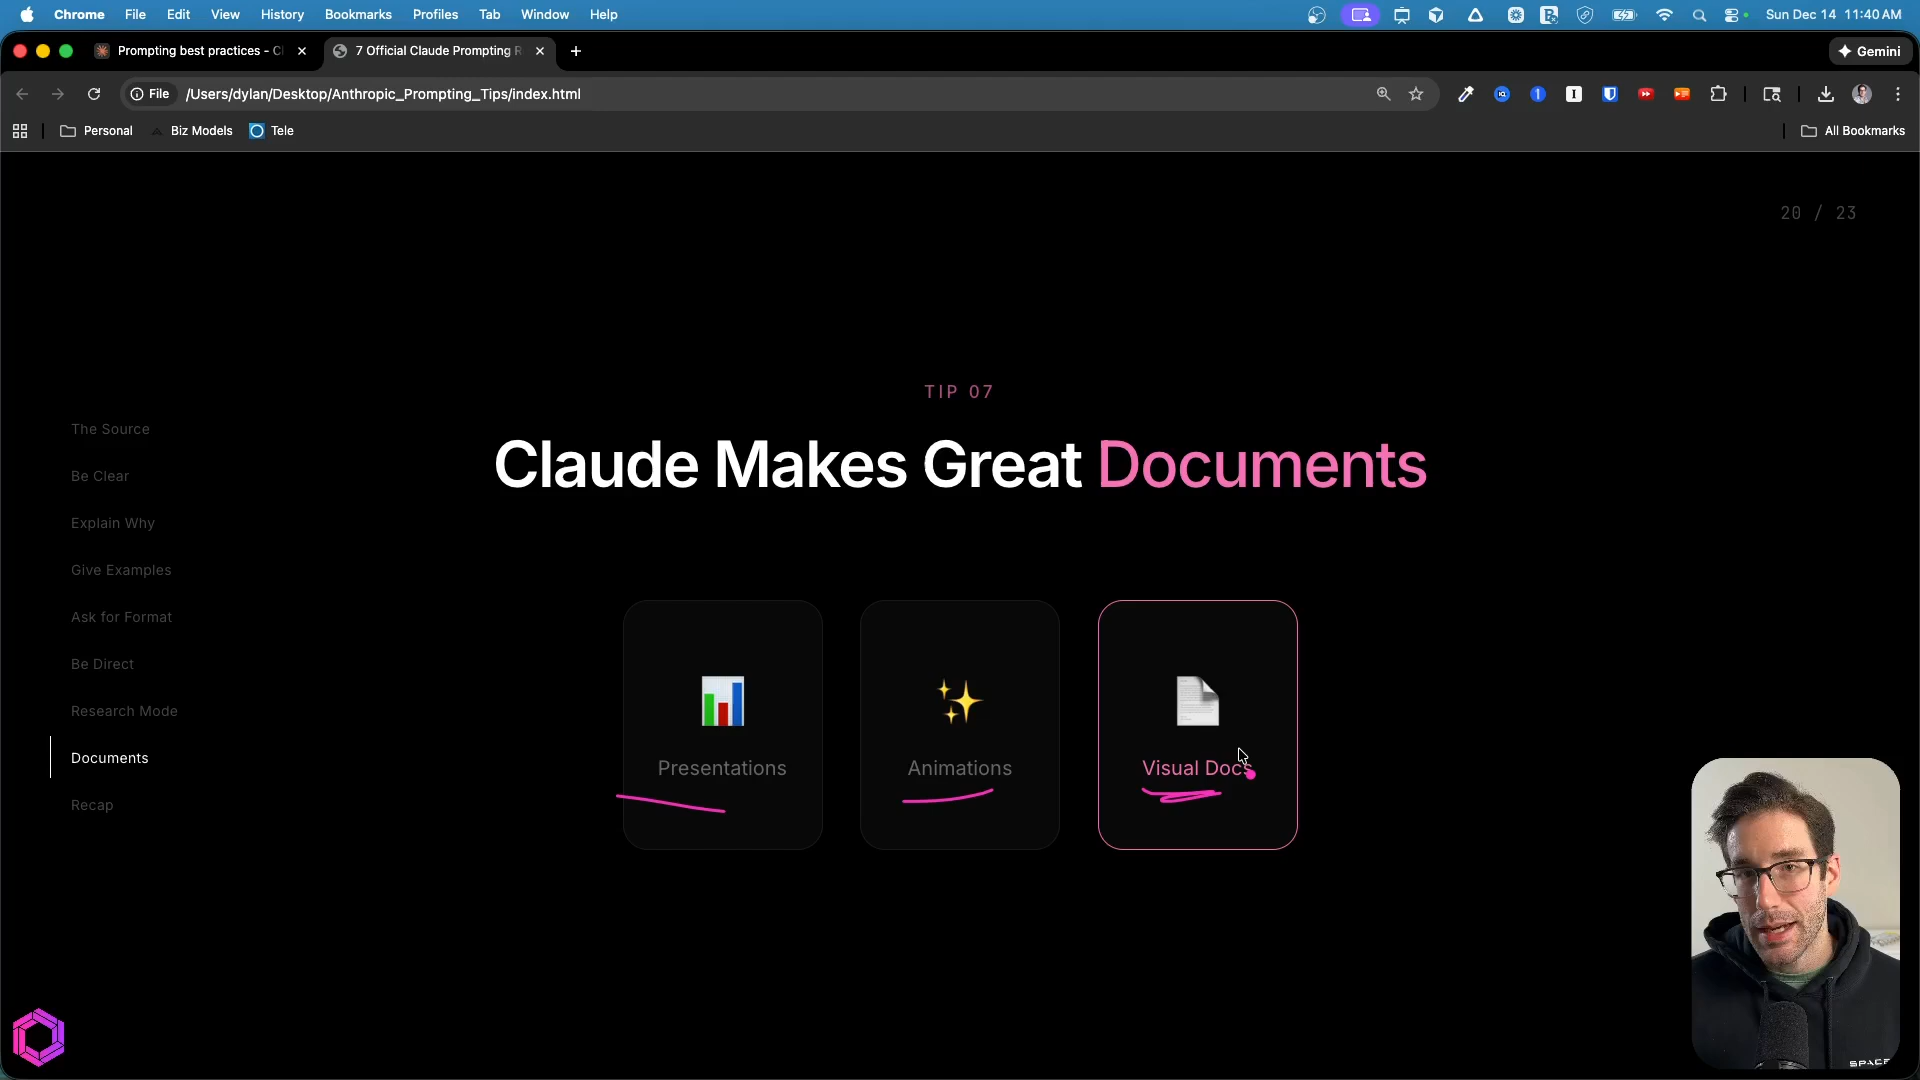 Chrome File Edit View History Bookmarks Profiles Tab Window Help
Sun Dec 14 11:40 AM
Prompting best practices - Cl
7 Official Claude Prompting R
Gemini
File /Users/dylan/Desktop/Anthropic_Prompting_Tips/index.html
Personal Biz Models Tele
All Bookmarks
20 / 23
TIP 07
Claude Makes Great Documents
The Source
Be Clear
Explain Why
Give Examples
Ask for Format
Be Direct
Research Mode
Documents
Recap
Presentations
Animations
Visual Docs
SPACE